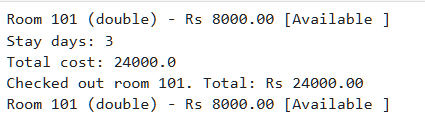 Room 101 (double) - Rs 8000.00 [Available ]
Stay days: 3
Total cost: 24000.0
Checked out room 101. Total: Rs 24000.00
Room 101 (double) - Rs 8000.00 [Available ]